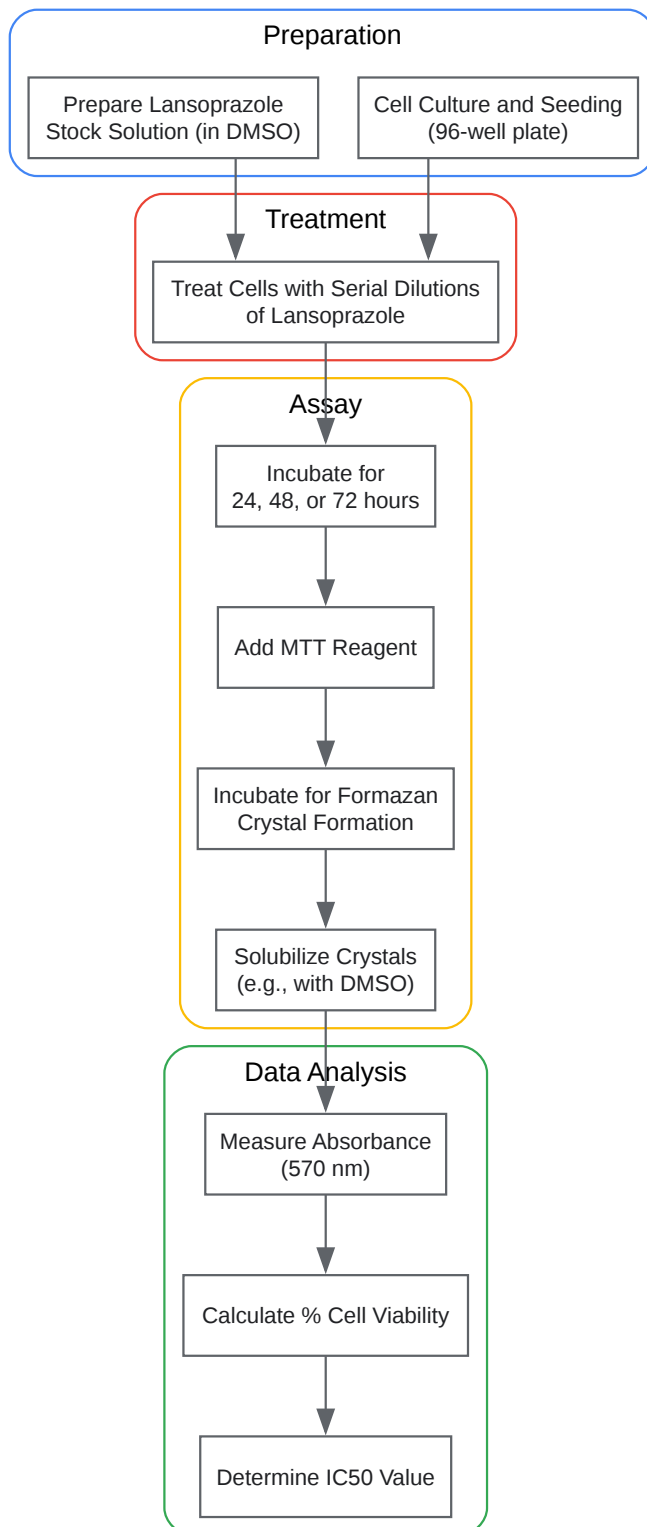 Preparation
Prepare Lansoprazole
Stock Solution (in DMSO)
Cell Culture and Seeding
(96-well plate)
Treatment
Treat Cells with Serial Dilutions
of Lansoprazole
Assay
Incubate for
24, 48, or 72 hours
Add MTT Reagent
Incubate for Formazan
Crystal Formation
Solubilize Crystals
(e.g., with DMSO)
Data Analysis
Measure Absorbance
(570 nm)
Calculate % Cell Viability
Determine IC50 Value